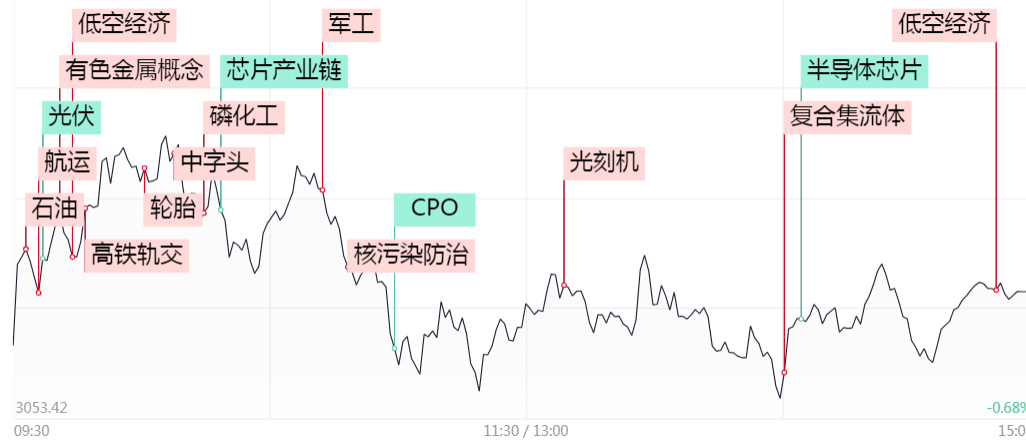 低空经济
军工
低空经济
有色金属概念
芯片产业链
半导体芯片
光伏
磷化工
复合集流体
航运
中字头
光刻机
石油
轮胎
CPO
高铁轨交
核污染防治
3053.42
-0.68%
09:30
11:30 / 13:00
15:0